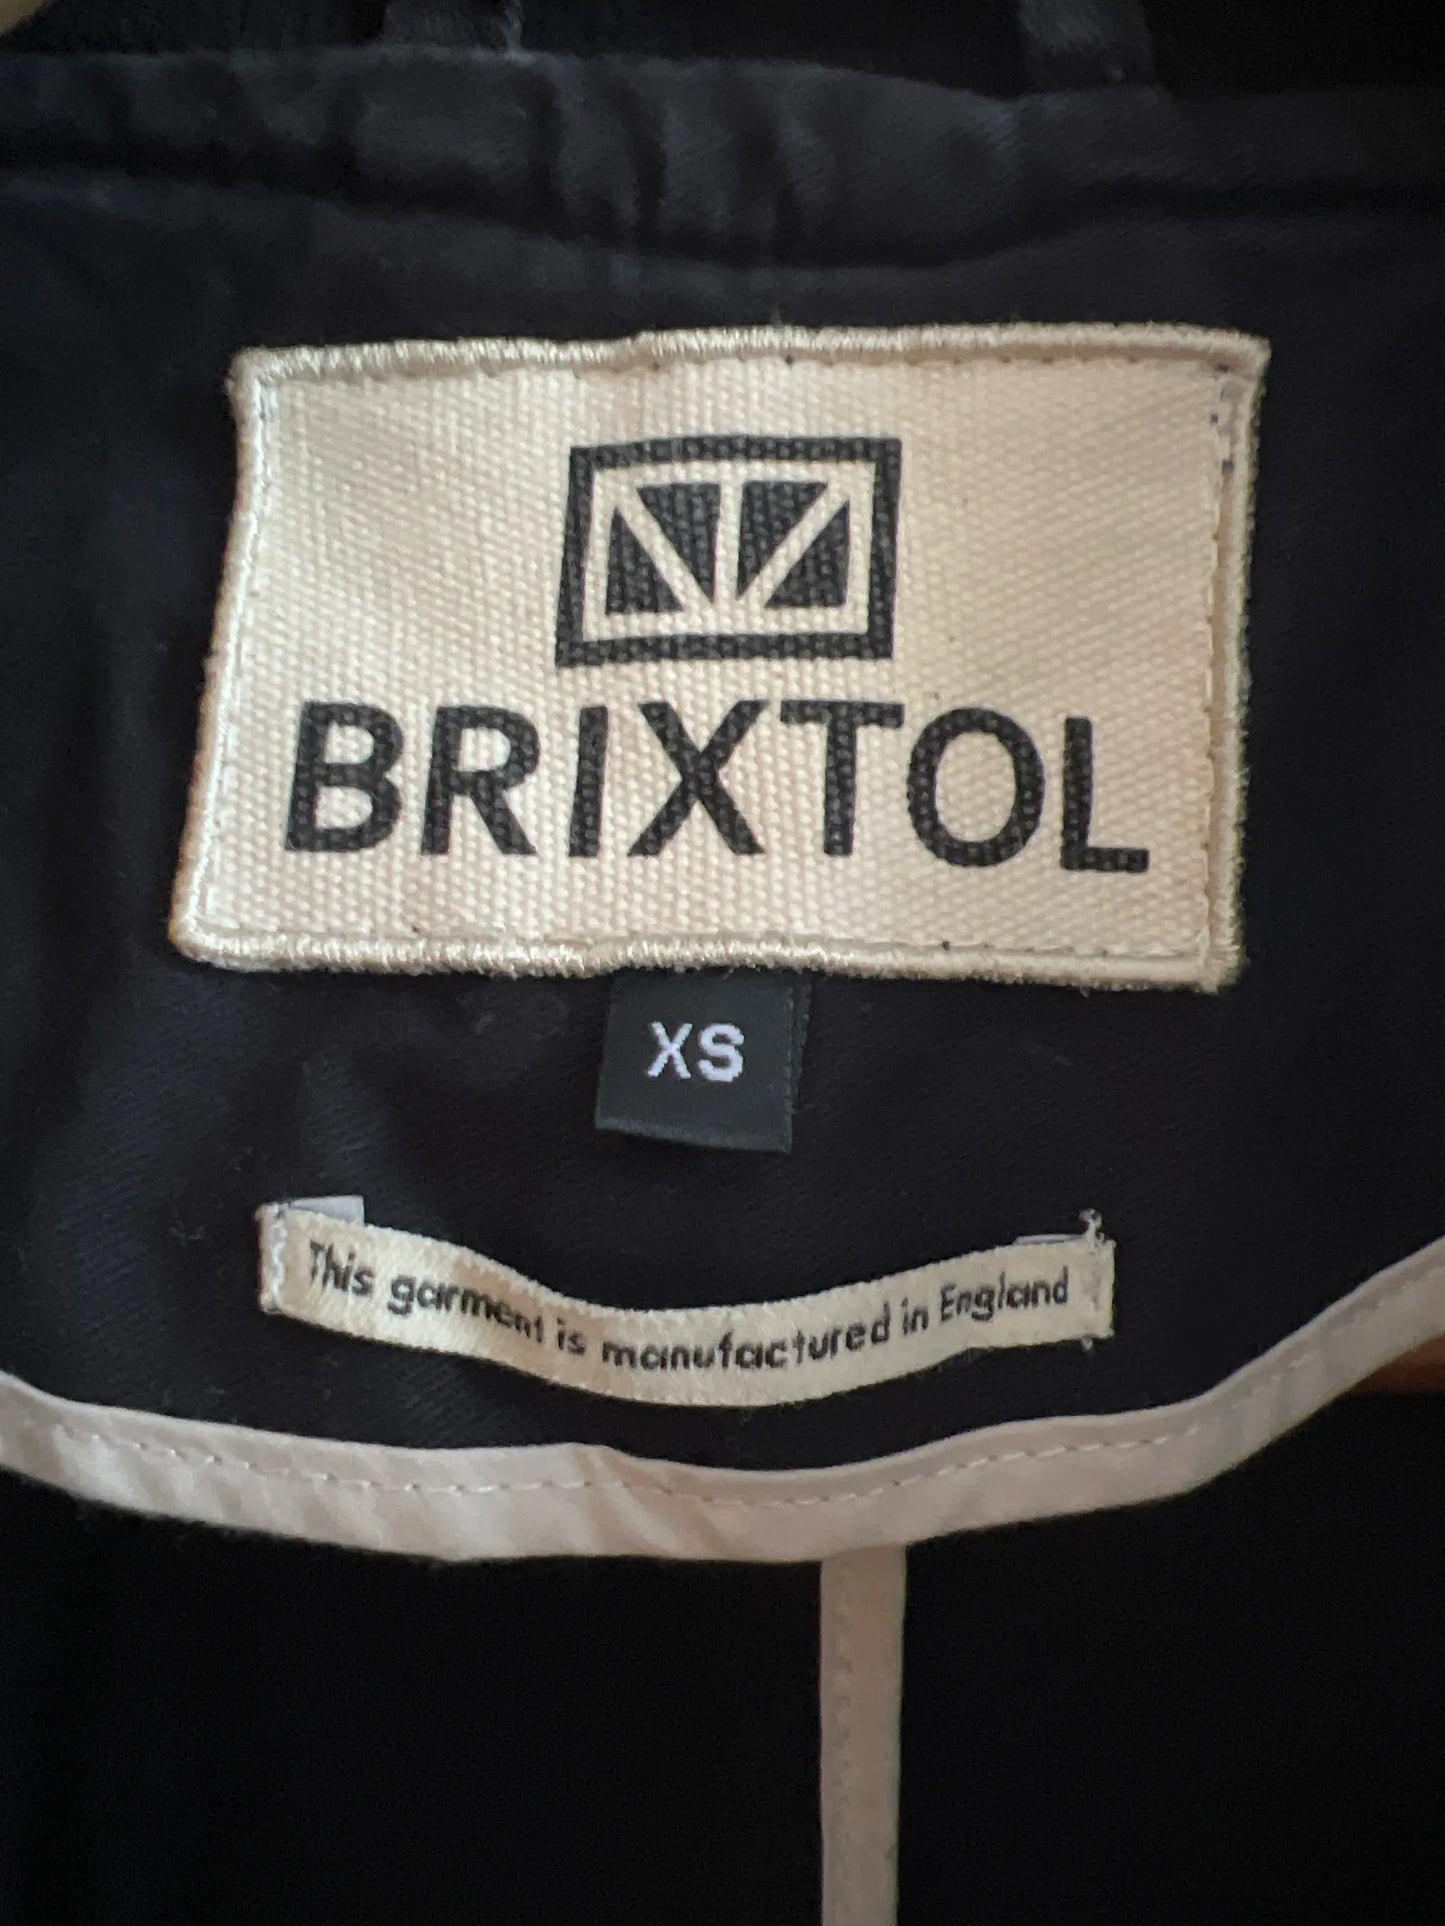 BRIXTOL
XS
This garment is manufactured in England